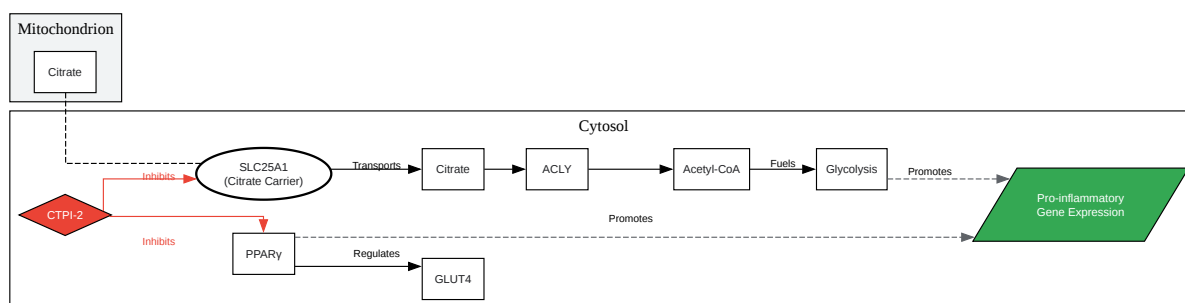 Mitochondrion
Citrate
Cytosol
SLC25A1
(Citrate Carrier)
Transports
Citrate
ACLY
Acetyl-CoA
Fuels
Glycolysis
Promotes
Inhibits
CTPI-2
Pro-inflammatory
Gene Expression
Promotes
Inhibits
PPARγ
Regulates
GLUT4